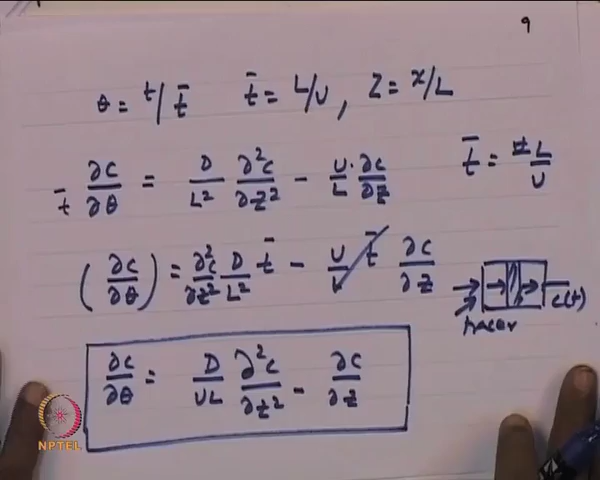 9
θ = t/t̄    t̄ = L/U , Z = x/L
t̄ ∂C/∂θ = D/L² ∂²C/∂Z² − U/L · ∂C/∂Z    t̄ = L/U
(∂C/∂θ) = ∂²C/∂Z² D/L² t̄ − U/L t̄ ∂C/∂Z
tracer    C(t)
∂C/∂θ = D/UL ∂²C/∂Z² − ∂C/∂Z
NPTEL